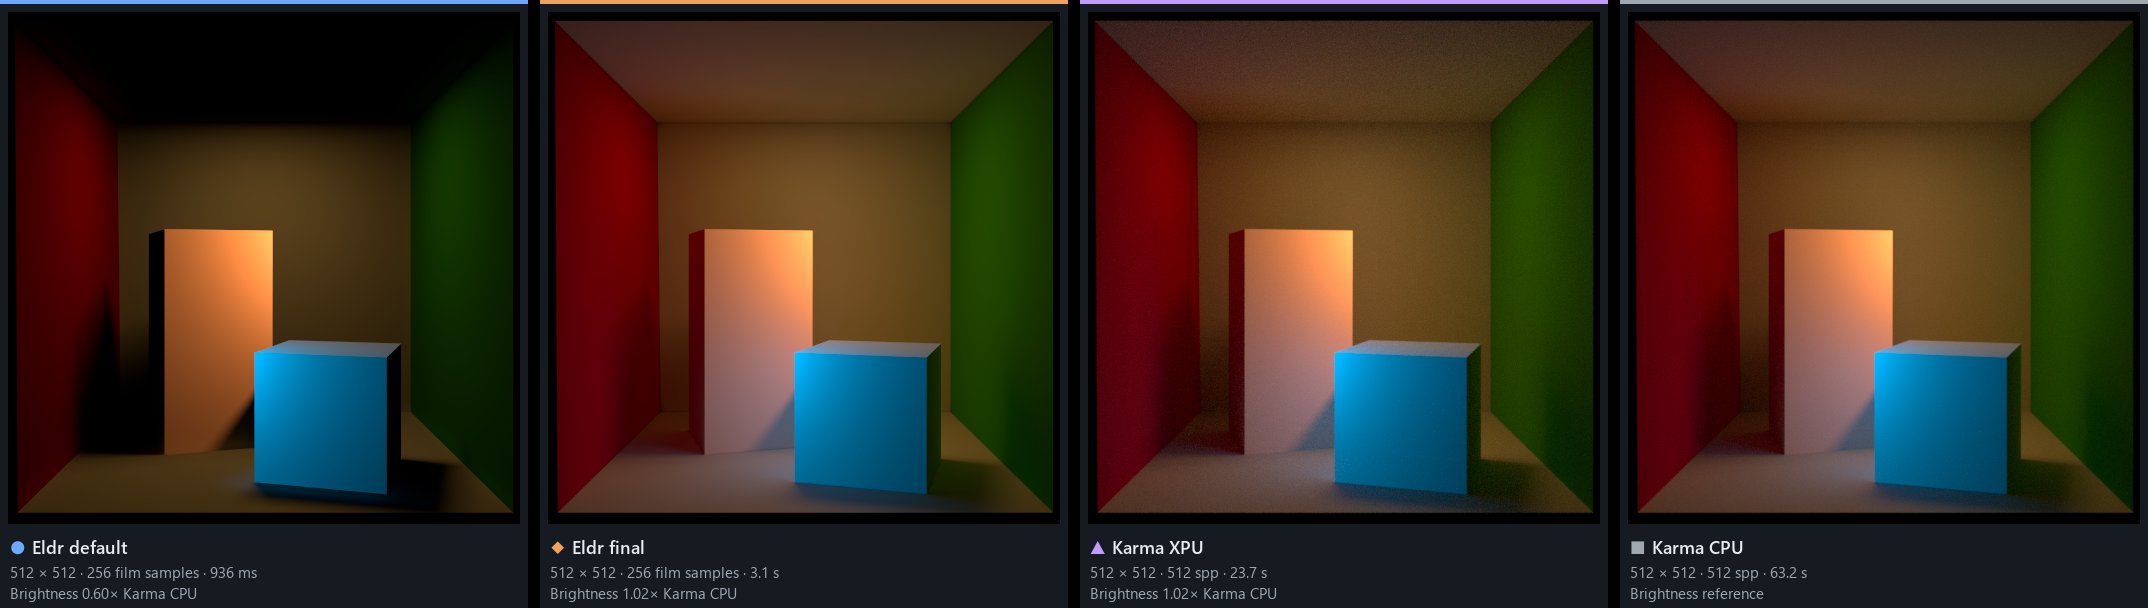 Eldr default
512 × 512 · 256 film samples · 936 ms
Brightness 0.60× Karma CPU
Eldr final
512 × 512 · 256 film samples · 3.1 s
Brightness 1.02× Karma CPU
Karma XPU
512 × 512 · 512 spp · 23.7 s
Brightness 1.02× Karma CPU
Karma CPU
512 × 512 · 512 spp · 63.2 s
Brightness reference